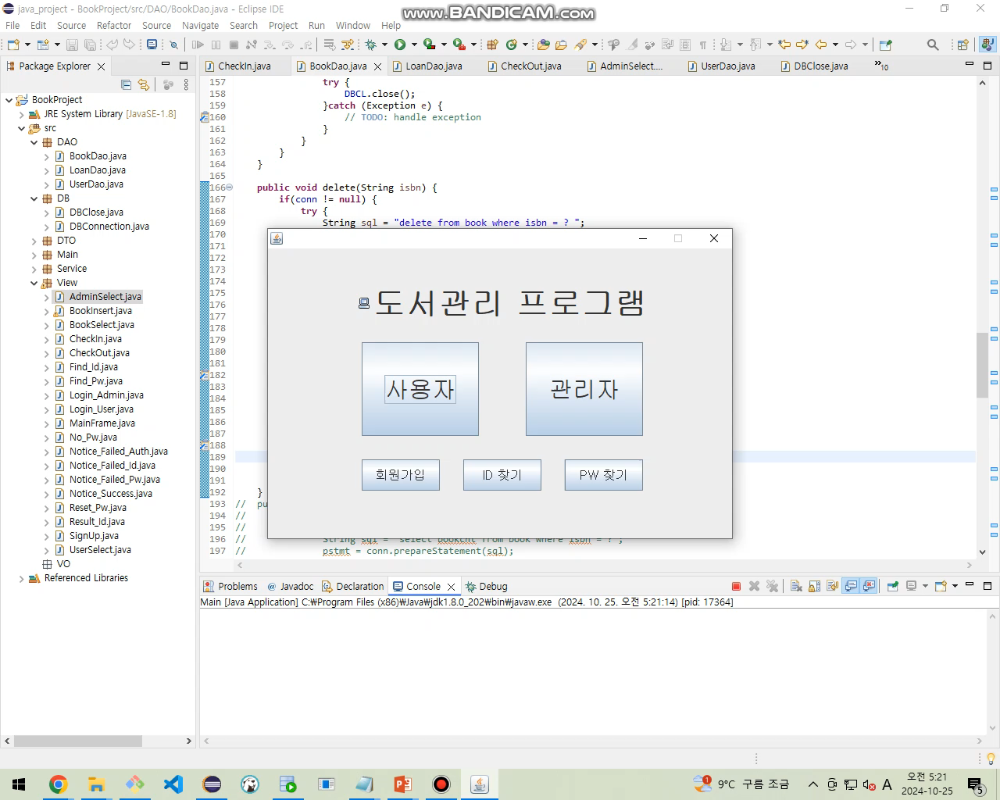 java_project - BookProject/src/DAO/BookDao.java - Eclipse IDE
www.BANDICAM.com
File Edit Source Refactor Source Navigate Search Project Run Window Help
Package Explorer
CheckIn.java BookDao.java LoanDao.java CheckOut.java AdminSelect.... UserDao.java DBClose.java »10
BookProject
JRE System Library [JavaSE-1.8]
src
DAO
BookDao.java
LoanDao.java
UserDao.java
DB
DBClose.java
DBConnection.java
DTO
Main
Service
View
AdminSelect.java
BookInsert.java
BookSelect.java
CheckIn.java
CheckOut.java
Find_Id.java
Find_Pw.java
Login_Admin.java
Login_User.java
MainFrame.java
No_Pw.java
Notice_Failed_Auth.java
Notice_Failed_Id.java
Notice_Failed_Pw.java
Notice_Success.java
Reset_Pw.java
Result_Id.java
SignUp.java
UserSelect.java
VO
Referenced Libraries
157 try {
158 DBCL.close();
159 }catch (Exception e) {
160 // TODO: handle exception
161 }
162 }
163 }
164 }
165
166 public void delete(String isbn) {
167 if(conn != null) {
168 try {
169 String sql = "delete from book where isbn = ? ";
170
171
172
173
174
175
176
177
178
179
180
181
182
183
184
185
186
187
188
189
190
191
192 }
193 // pu
194 //
195 //
196 // String sql = "select bookcnt from book where isbn = ?";
197 // pstmt = conn.prepareStatement(sql);
도서관리 프로그램
사용자 관리자
회원가입 ID 찾기 PW 찾기
Problems Javadoc Declaration Console Debug
Main [Java Application] C:₩Program Files (x86)₩Java₩jdk1.8.0_202₩bin₩javaw.exe (2024. 10. 25. 오전 5:21:14) [pid: 17364]
1 9°C 구름 조금 A 오전 5:21
2024-10-25 5